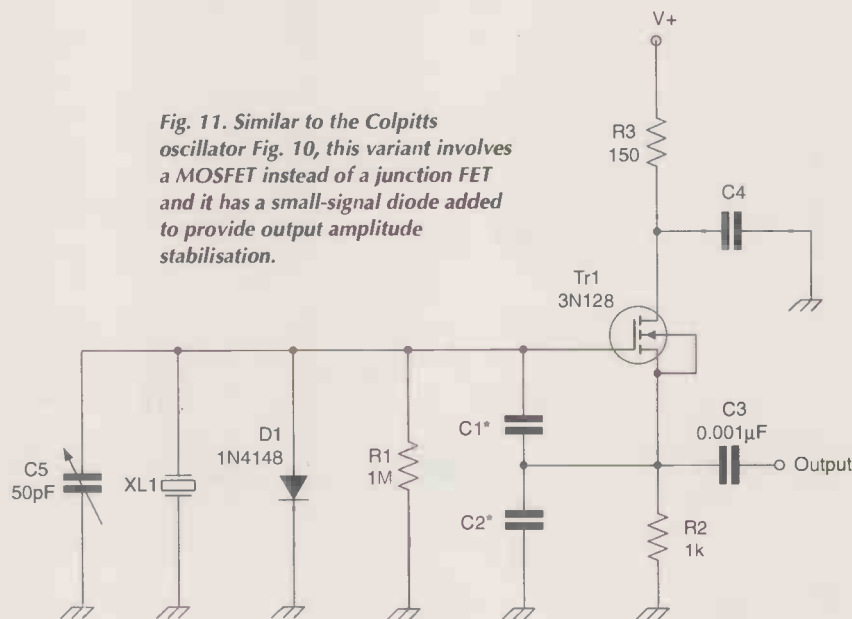 V+
Fig. 11. Similar to the Colpitts
oscillator Fig. 10, this variant involves
a MOSFET instead of a junction FET
and it has a small-signal diode added
to provide output amplitude
stabilisation.
R3
150
C4
Tr1
3N128
C5
50pF
XL1
D1
1N4148
R1
1M
C1*
C2*
C3
0.001µF
Output
R2
1k